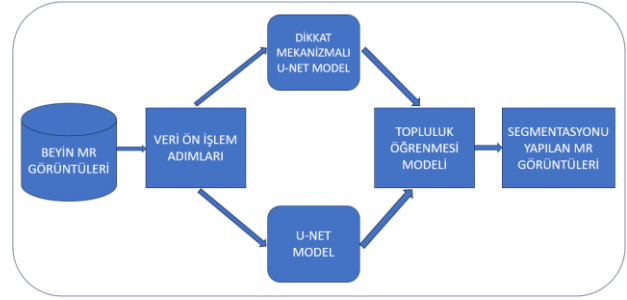 DİKKAT
MEKANİZMALI
U-NET MODEL
BEYİN MR
GÖRÜNTÜLERİ
VERİ ÖN İŞLEM
ADIMLARI
TOPLULUK
ÖĞRENMESİ
MODELİ
SEGMENTASYONU
YAPILAN MR
GÖRÜNTÜLERİ
U-NET
MODEL